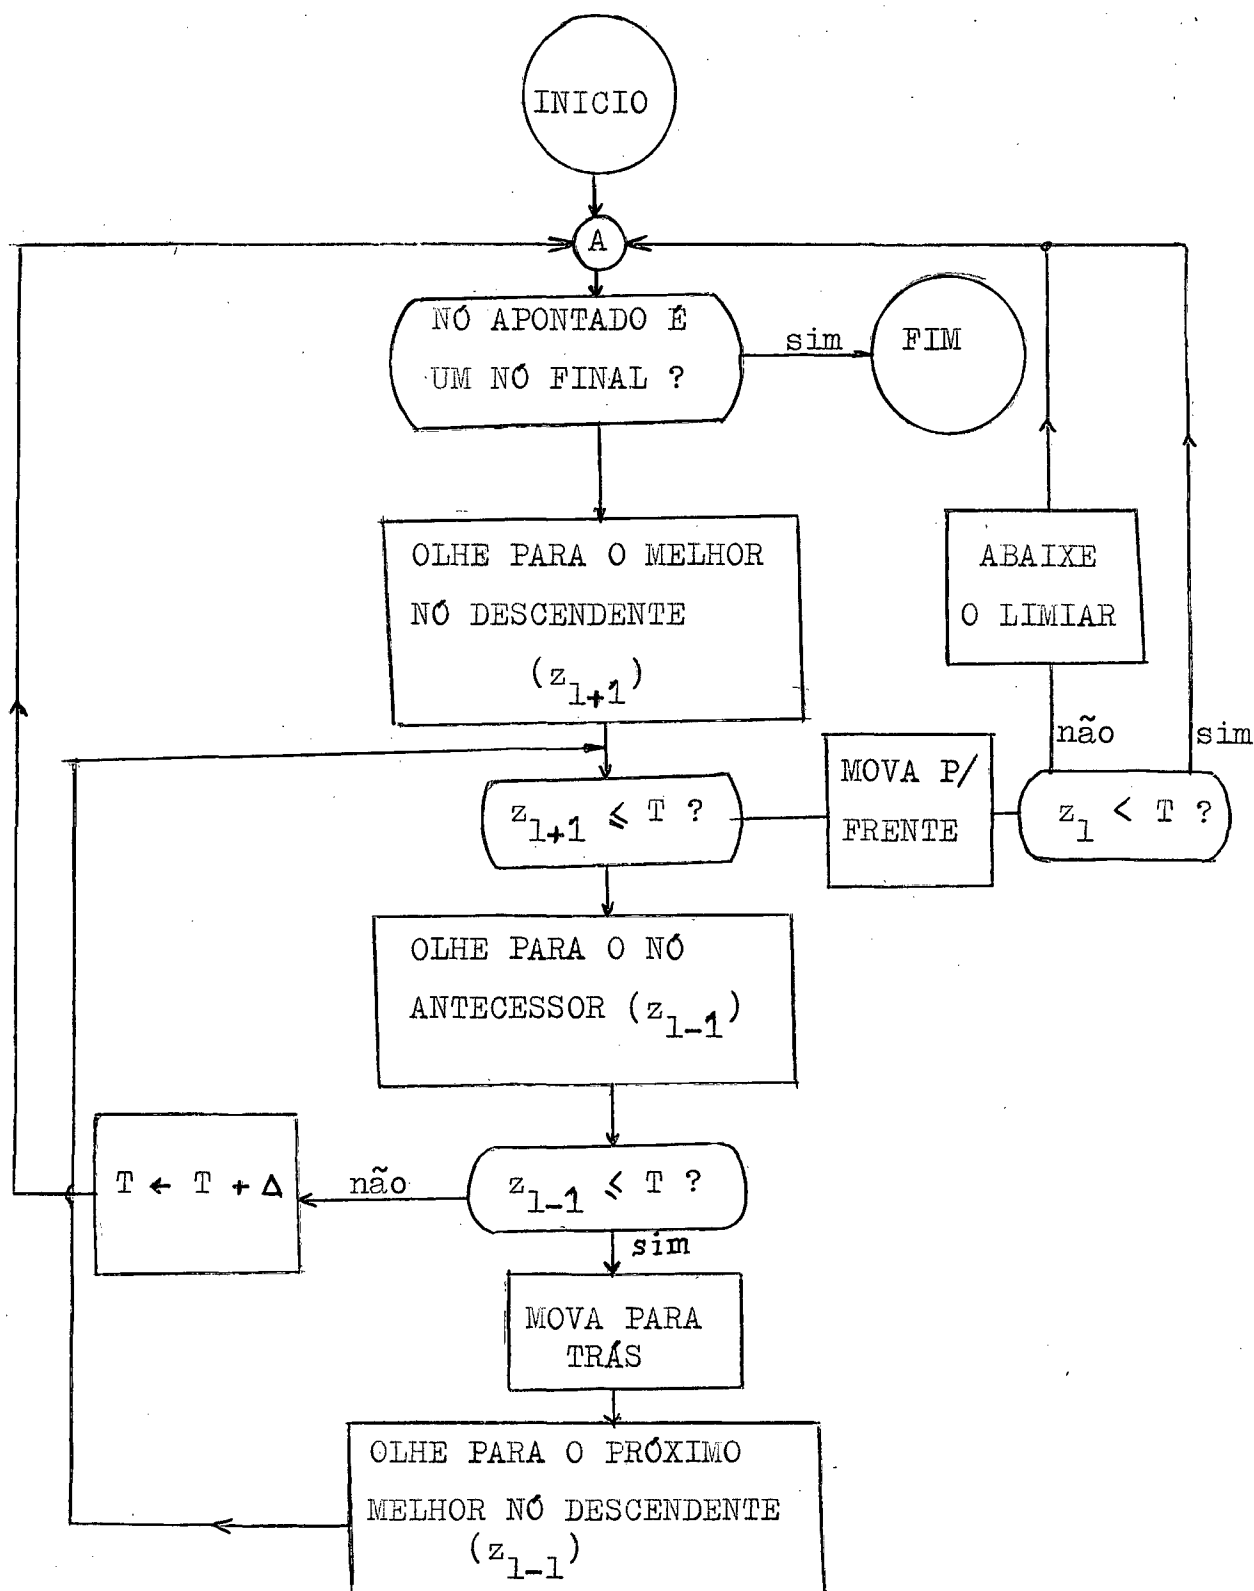 INICIO
A
NÓ APONTADO É
UM NÓ FINAL ?
sim
FIM
OLHE PARA O MELHOR
NÓ DESCENDENTE
(z_{l+1})
ABAIXE
O LIMIAR
não
sim
z_{l+1} ⩽ T ?
MOVA P/
FRENTE
z_l < T ?
OLHE PARA O NÓ
ANTECESSOR (z_{l-1})
T ← T + Δ
não
z_{l-1} ⩽ T ?
sim
MOVA PARA
TRÁS
OLHE PARA O PRÓXIMO
MELHOR NÓ DESCENDENTE
(z_{l-1})